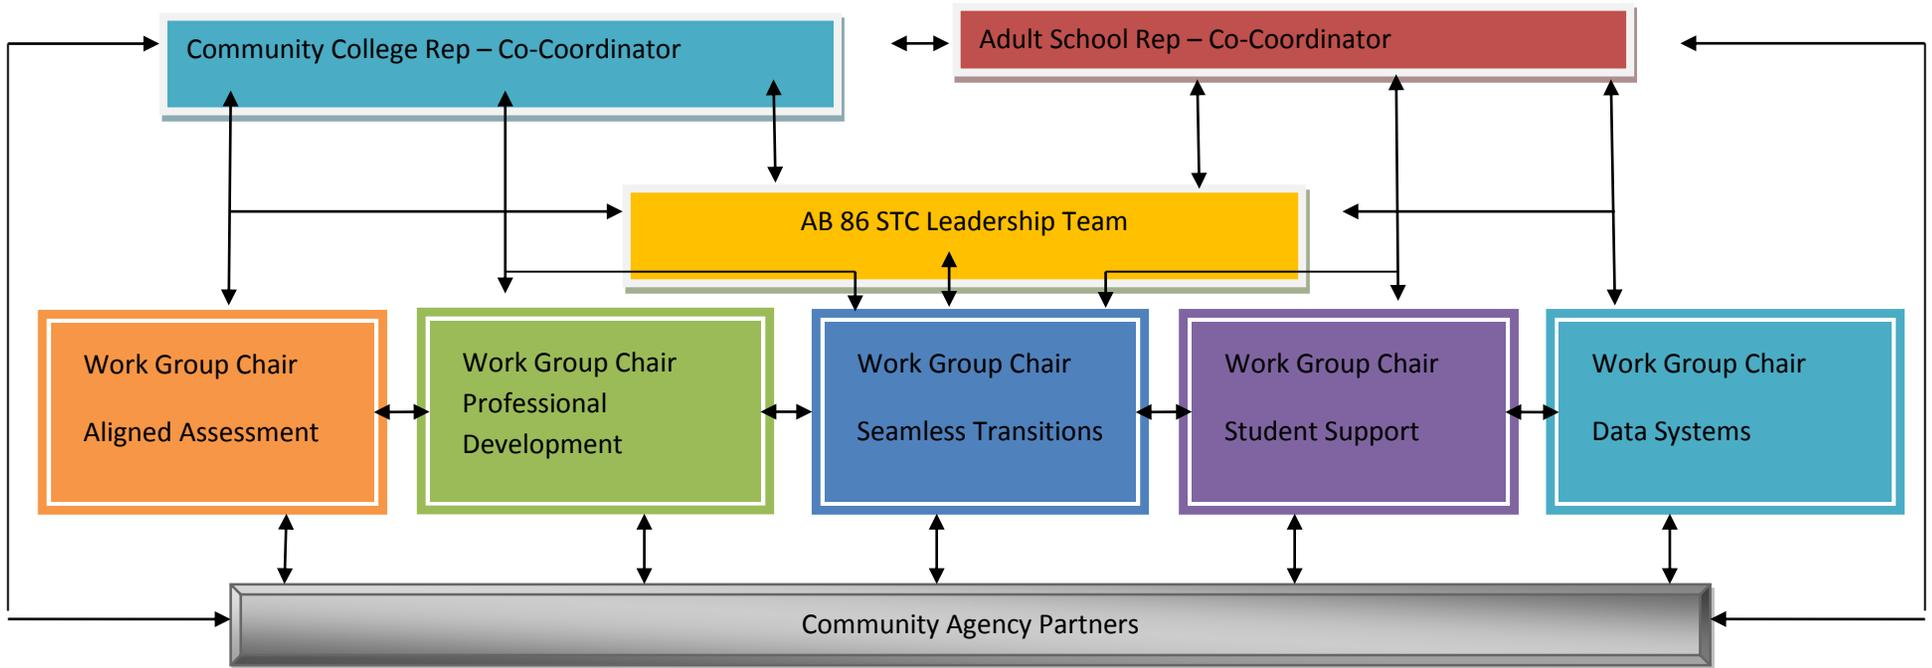 Community College Rep – Co-Coordinator
Adult School Rep – Co-Coordinator
AB 86 STC Leadership Team
Work Group Chair
Aligned Assessment
Work Group Chair
Professional
Development
Work Group Chair
Seamless Transitions
Work Group Chair
Student Support
Work Group Chair
Data Systems
Community Agency Partners